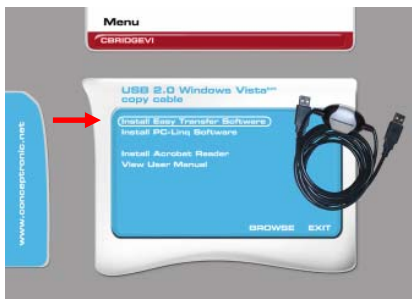 Menu
CBRIDGEVI
USB 2.0 Windows Vista™
copy cable
Install Easy Transfer Software
Install PC-Linq Software
Install Acrobat Reader
View User Manual
BROWSE EXIT
www.conceptronic.net